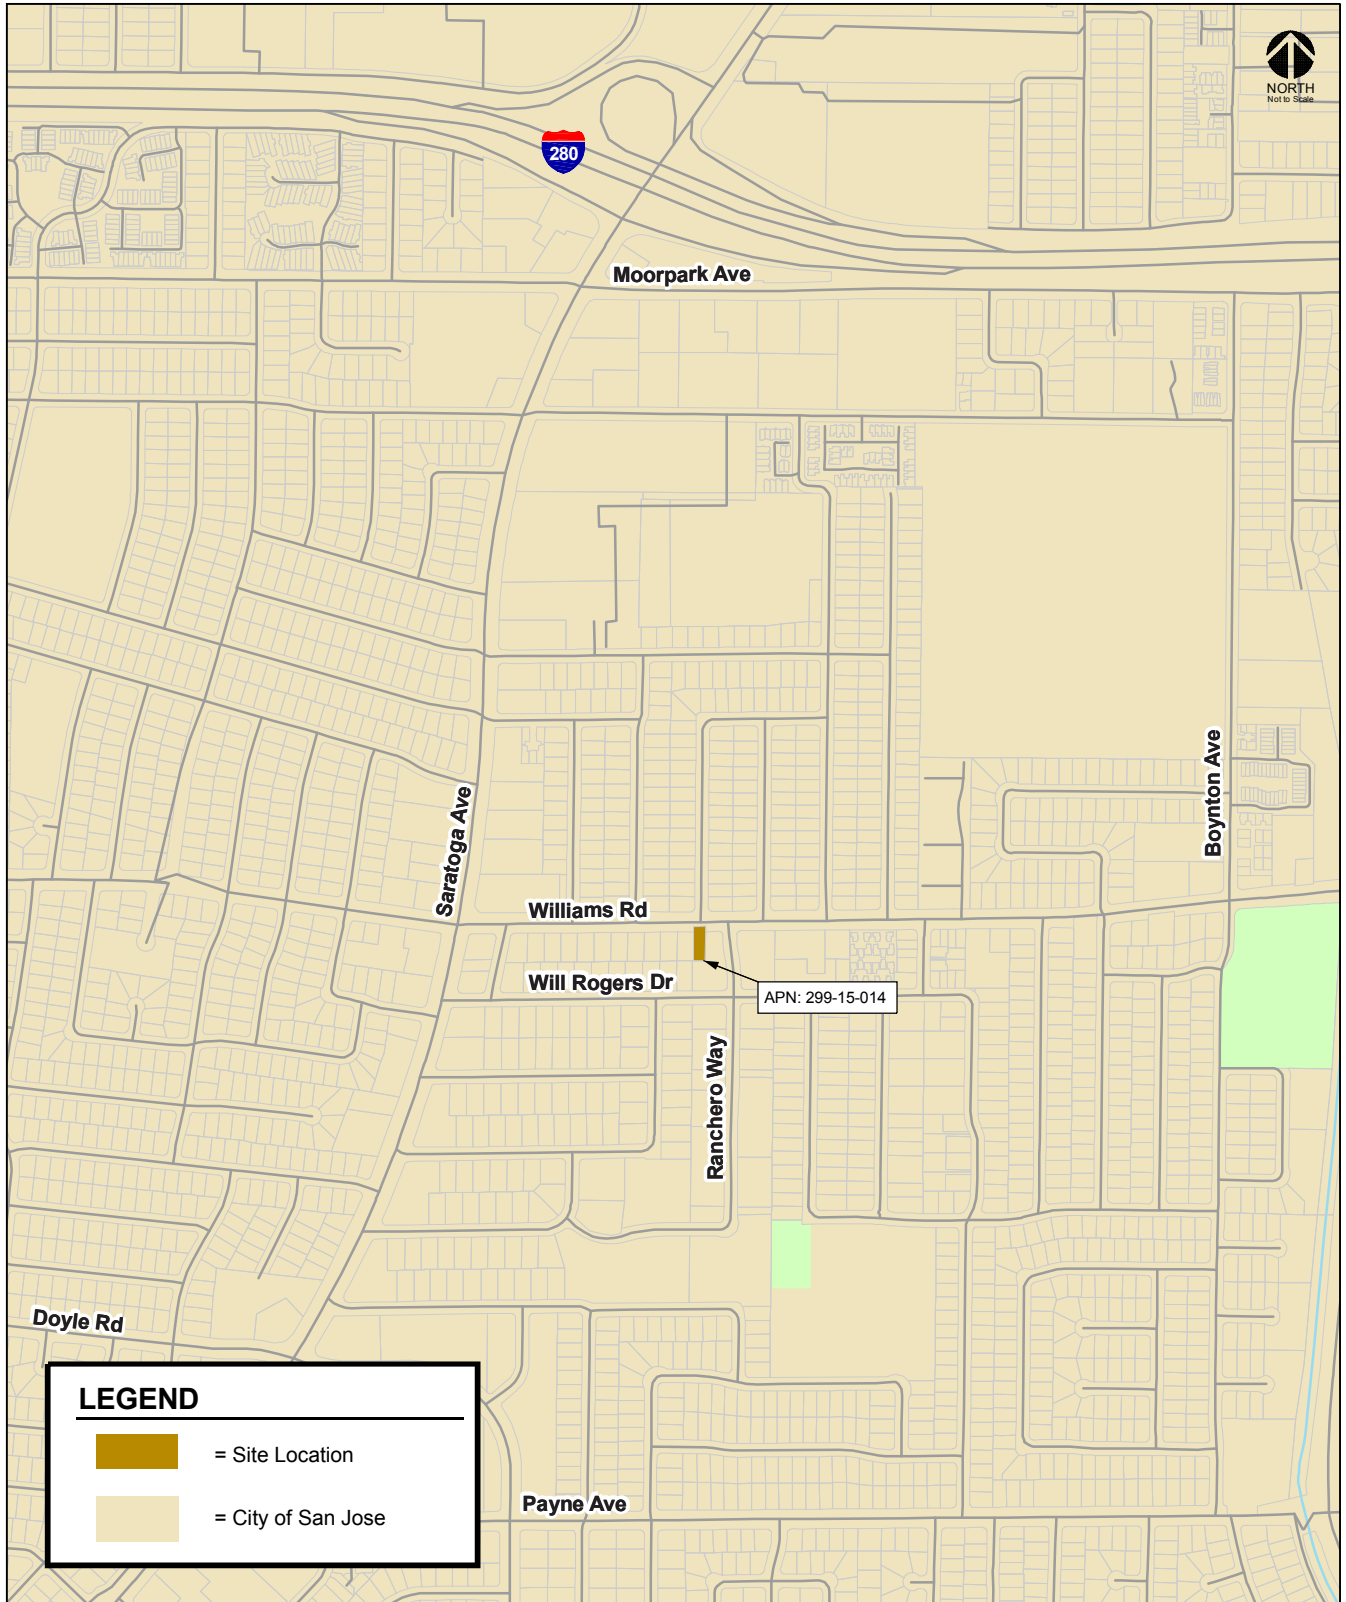 NORTH
Not to Scale
280
Moorpark Ave
Boynton Ave
Saratoga Ave
Williams Rd
Will Rogers Dr
APN: 299-15-014
Ranchero Way
Doyle Rd
LEGEND
= Site Location
= City of San Jose
Payne Ave